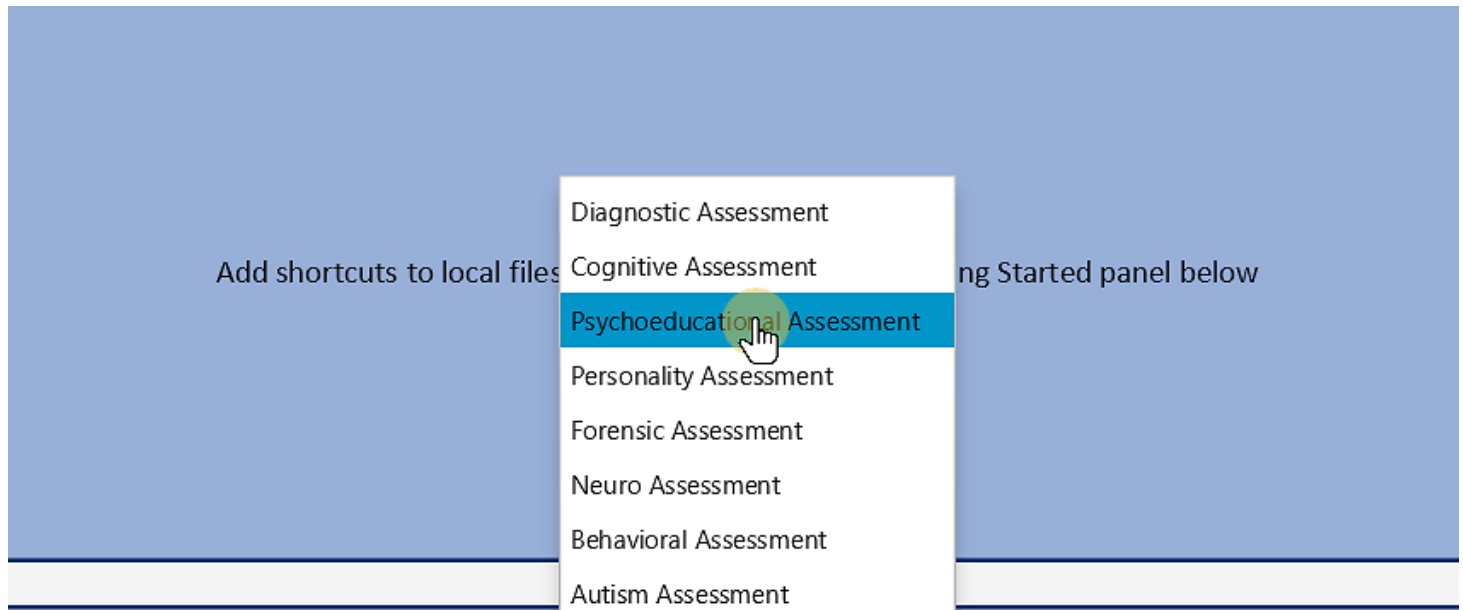 Diagnostic Assessment
Add shortcuts to local files
Cognitive Assessment
ng Started panel below
Psychoeducational Assessment
Personality Assessment
Forensic Assessment
Neuro Assessment
Behavioral Assessment
Autism Assessment